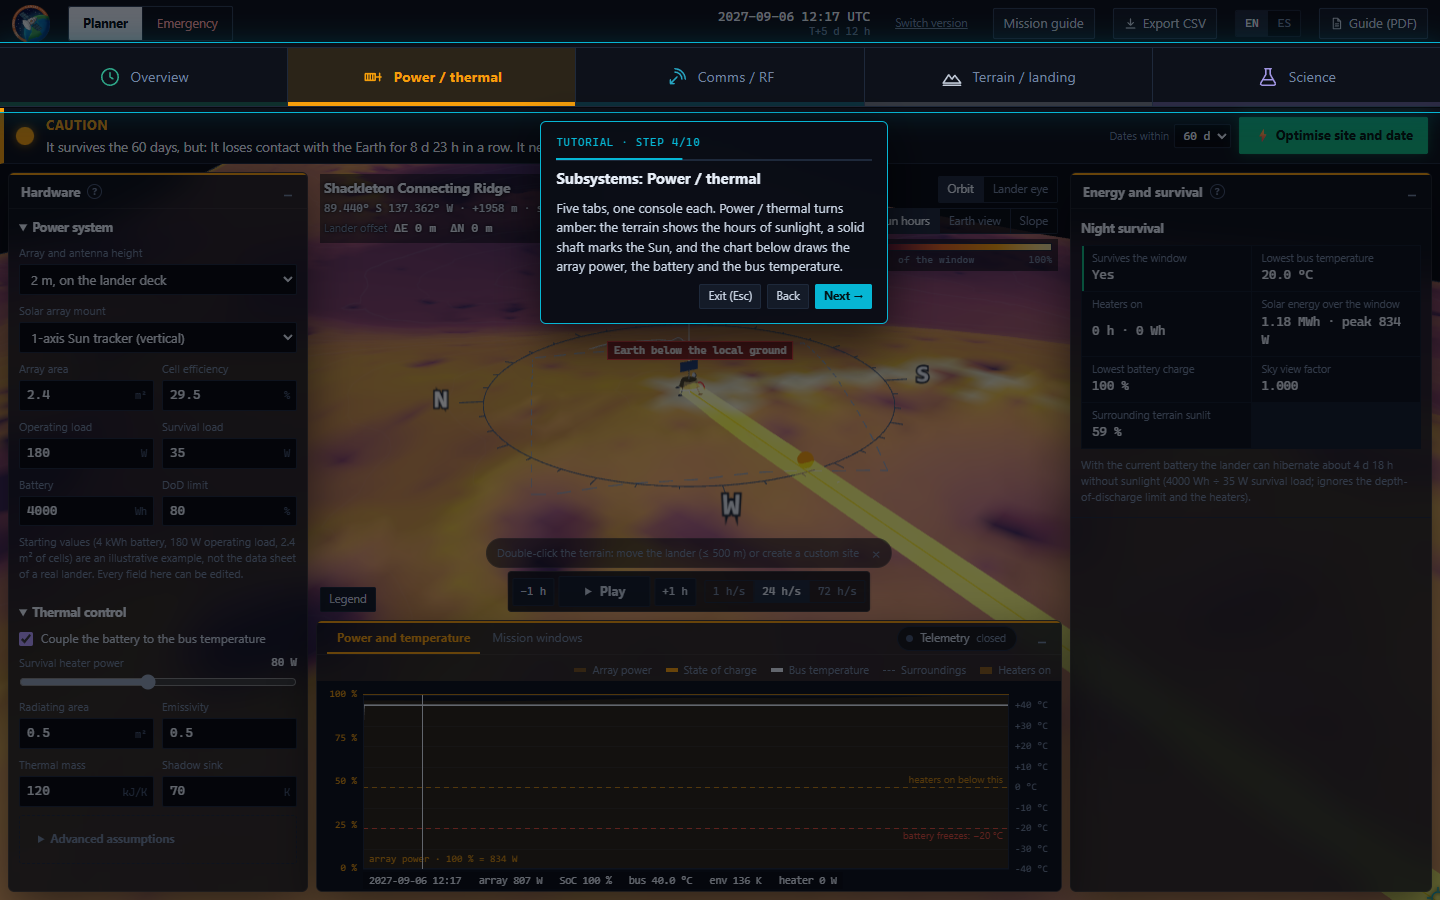 Planner
Emergency
2027-09-06 12:17 UTC
T+5 d 12 h
Switch version
Mission guide
Export CSV
EN
ES
Guide (PDF)
Overview
Power / thermal
Comms / RF
Terrain / landing
Science
CAUTION
It survives the 60 days, but: It loses contact with the Earth for 8 d 23 h in a row. It
Dates within
60 d
Optimise site and date
TUTORIAL · STEP 4/10
Subsystems: Power / thermal
Five tabs, one console each. Power / thermal turns
amber: the terrain shows the hours of sunlight, a solid
shaft marks the Sun, and the chart below draws the
array power, the battery and the bus temperature.
Exit (Esc)
Back
Next →
Hardware ?
Power system
Array and antenna height
2 m, on the lander deck
Solar array mount
1-axis Sun tracker (vertical)
Array area
Cell efficiency
2.4 m²
29.5 %
Operating load
Survival load
180 W
35 W
Battery
DoD limit
4000 Wh
80 %
Starting values (4 kWh battery, 180 W operating load, 2.4
m² of cells) are an illustrative example, not the data sheet
of a real lander. Every field here can be edited.
Thermal control
Couple the battery to the bus temperature
Survival heater power
80 W
Radiating area
Emissivity
0.5 m²
0.5
Thermal mass
Shadow sink
120 kJ/K
70 K
Advanced assumptions
Shackleton Connecting Ridge
89.440° S 137.362° W · +1958 m ·
Lander offset ΔE 0 m ΔN 0 m
Orbit
Lander eye
un hours
Earth view
Slope
of the window
100%
Earth below the local ground
N
S
W
Double-click the terrain: move the lander (≤ 500 m) or create a custom site ×
−1 h
Play
+1 h
1 h/s
24 h/s
72 h/s
Legend
Power and temperature
Mission windows
Telemetry closed
Array power
State of charge
Bus temperature
Surroundings
Heaters on
100 %
75 %
50 %
25 %
0 %
+40 °C
+30 °C
+20 °C
+10 °C
0 °C
-10 °C
-20 °C
-30 °C
-40 °C
heaters on below this
battery freezes: −20 °C
array power · 100 % = 834 W
2027-09-06 12:17 array 807 W SoC 100 % bus 40.0 °C env 136 K heater 0 W
Energy and survival ?
Night survival
Survives the window
Yes
Lowest bus temperature
20.0 °C
Heaters on
0 h · 0 Wh
Solar energy over the window
1.18 MWh · peak 834
W
Lowest battery charge
100 %
Sky view factor
1.000
Surrounding terrain sunlit
59 %
With the current battery the lander can hibernate about 4 d 18 h
without sunlight (4000 Wh ÷ 35 W survival load; ignores the depth-
of-discharge limit and the heaters).